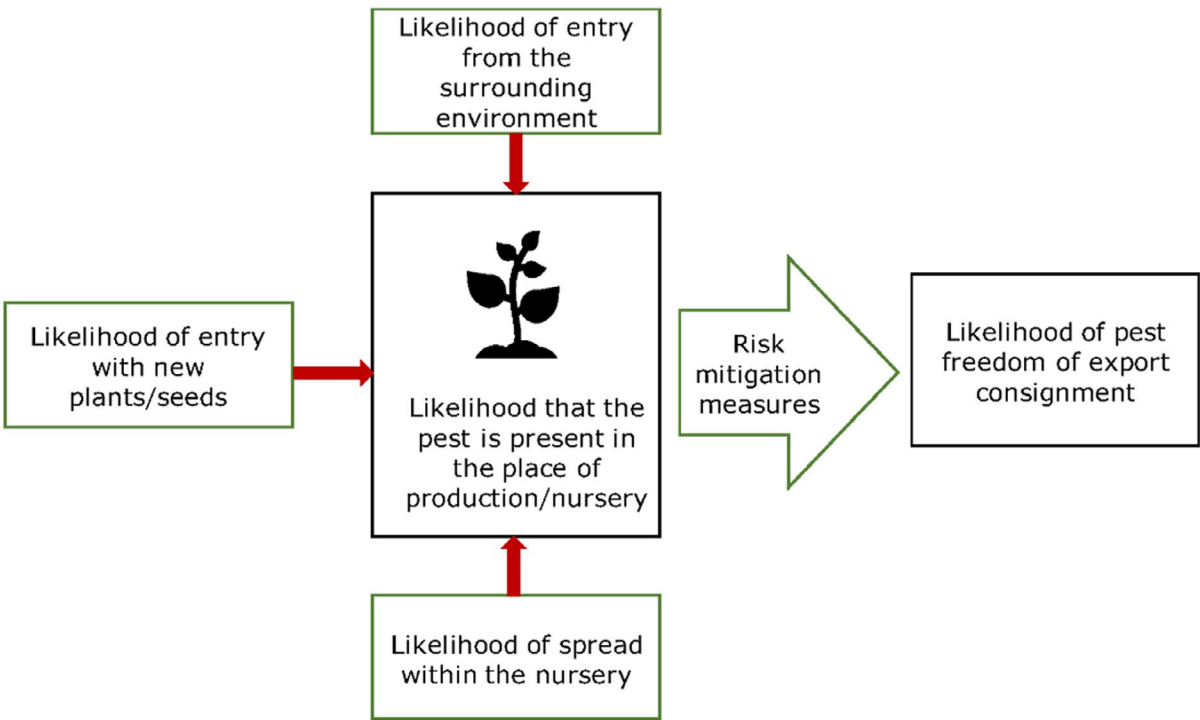 Likelihood of entry
from the
surrounding
environment
Likelihood of entry
with new
plants/seeds
Likelihood that the
pest is present in
the place of
production/nursery
Risk
mitigation
measures
Likelihood of pest
freedom of export
consignment
Likelihood of spread
within the nursery